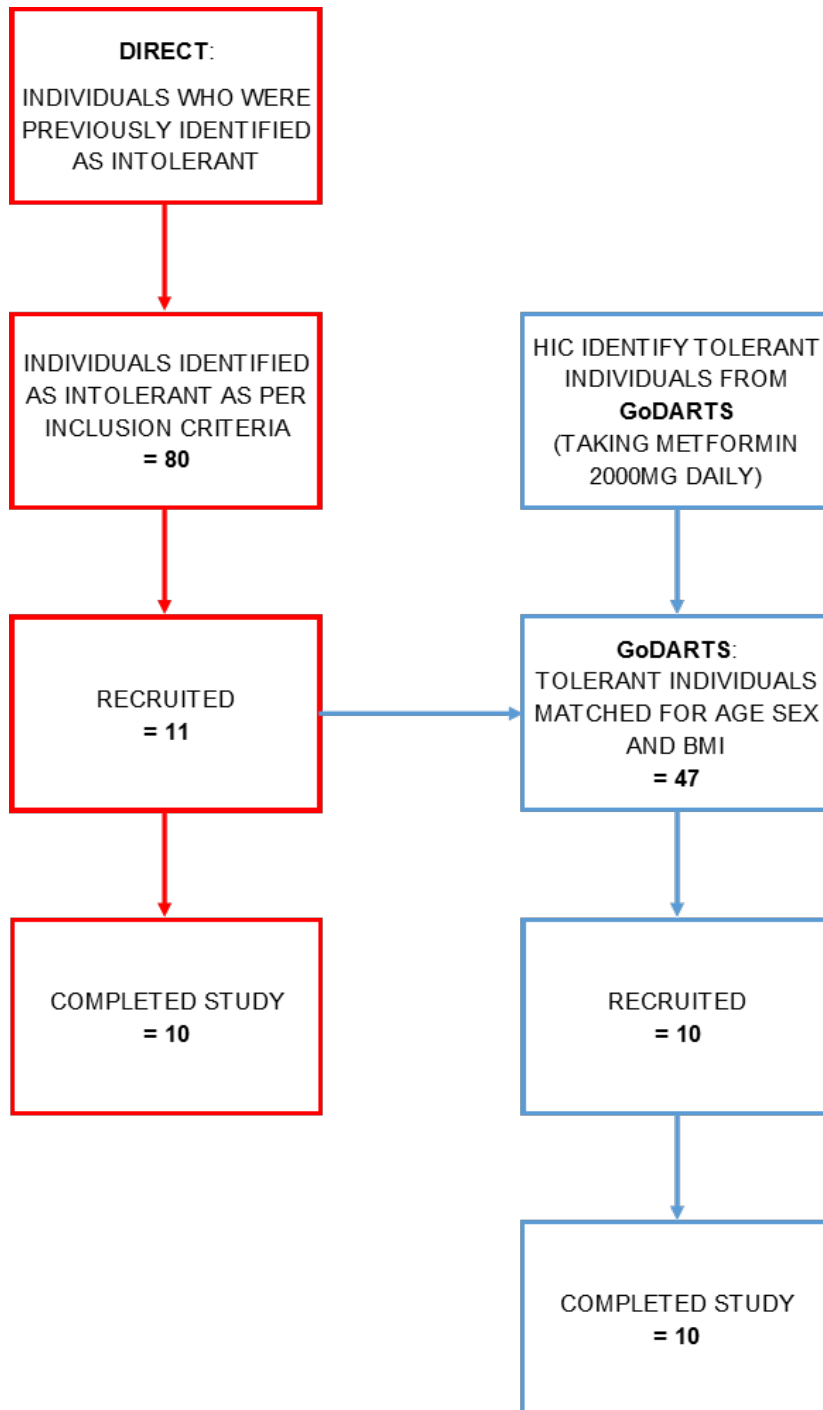 DIRECT:
INDIVIDUALS WHO WERE
PREVIOUSLY IDENTIFIED
AS INTOLERANT
INDIVIDUALS IDENTIFIED
AS INTOLERANT AS PER
INCLUSION CRITERIA
= 80
RECRUITED
= 11
COMPLETED STUDY
= 10
HIC IDENTIFY TOLERANT
INDIVIDUALS FROM
GoDARTS
(TAKING METFORMIN
2000MG DAILY)
GoDARTS:
TOLERANT INDIVIDUALS
MATCHED FOR AGE SEX
AND BMI
= 47
RECRUITED
= 10
COMPLETED STUDY
= 10